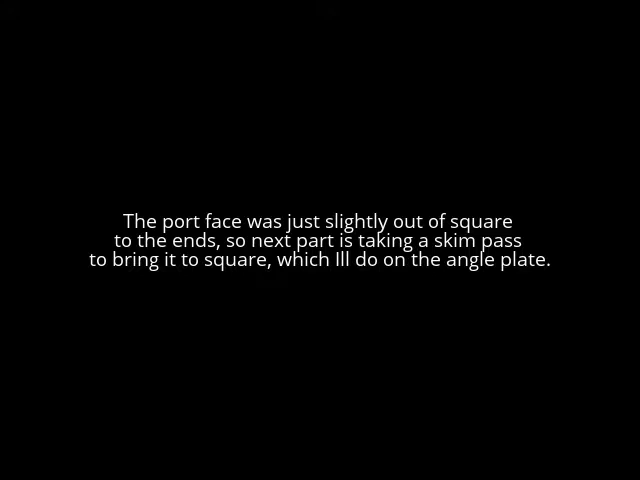 The port face was just slightly out of square
to the ends, so next part is taking a skim pass
to bring it to square, which Ill do on the angle plate.